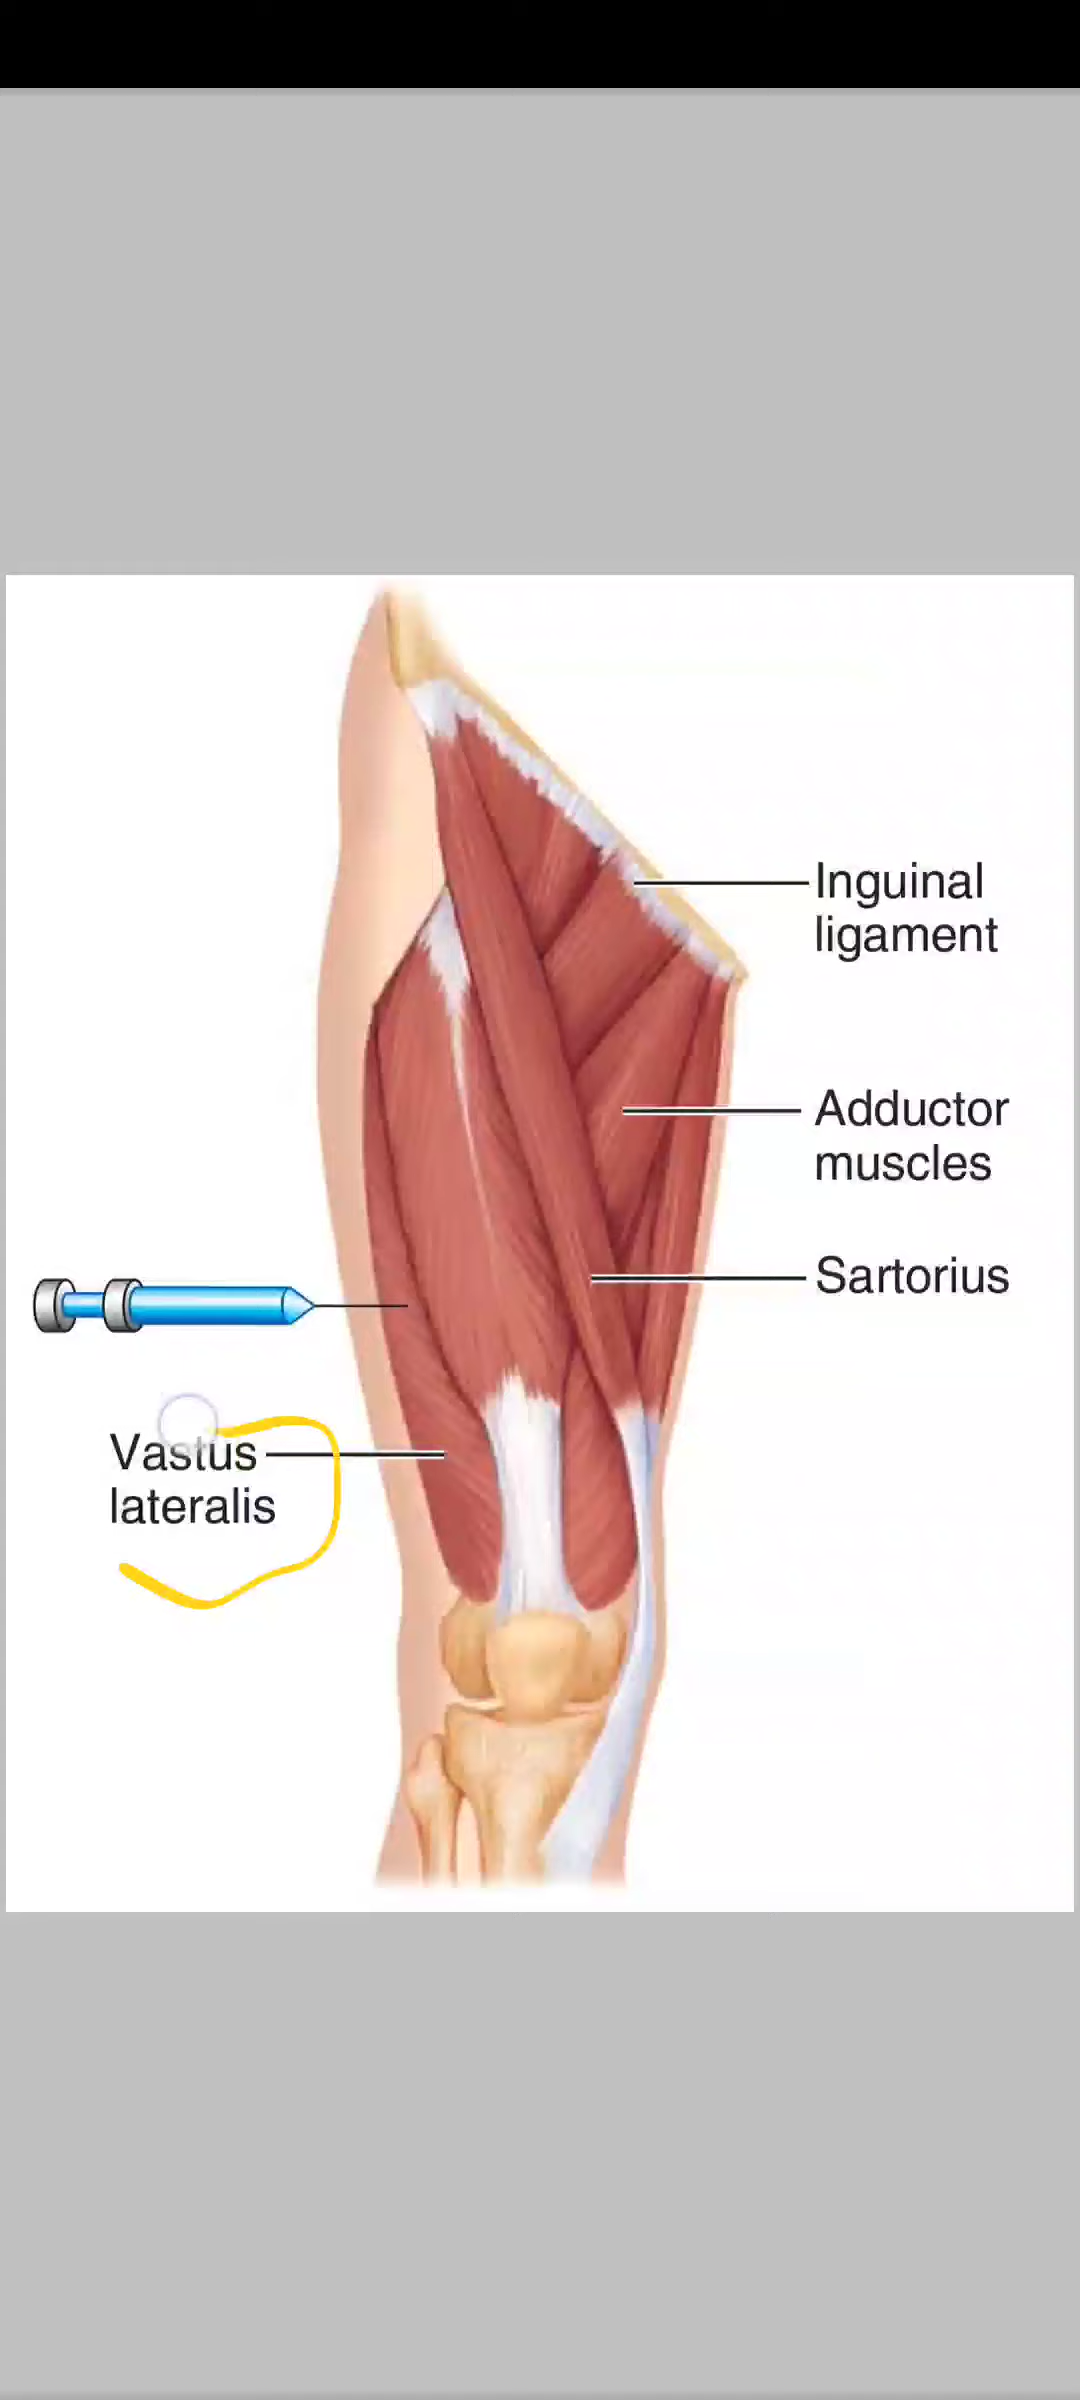 Inguinal
ligament
Adductor
muscles
Sartorius
Vastus
lateralis